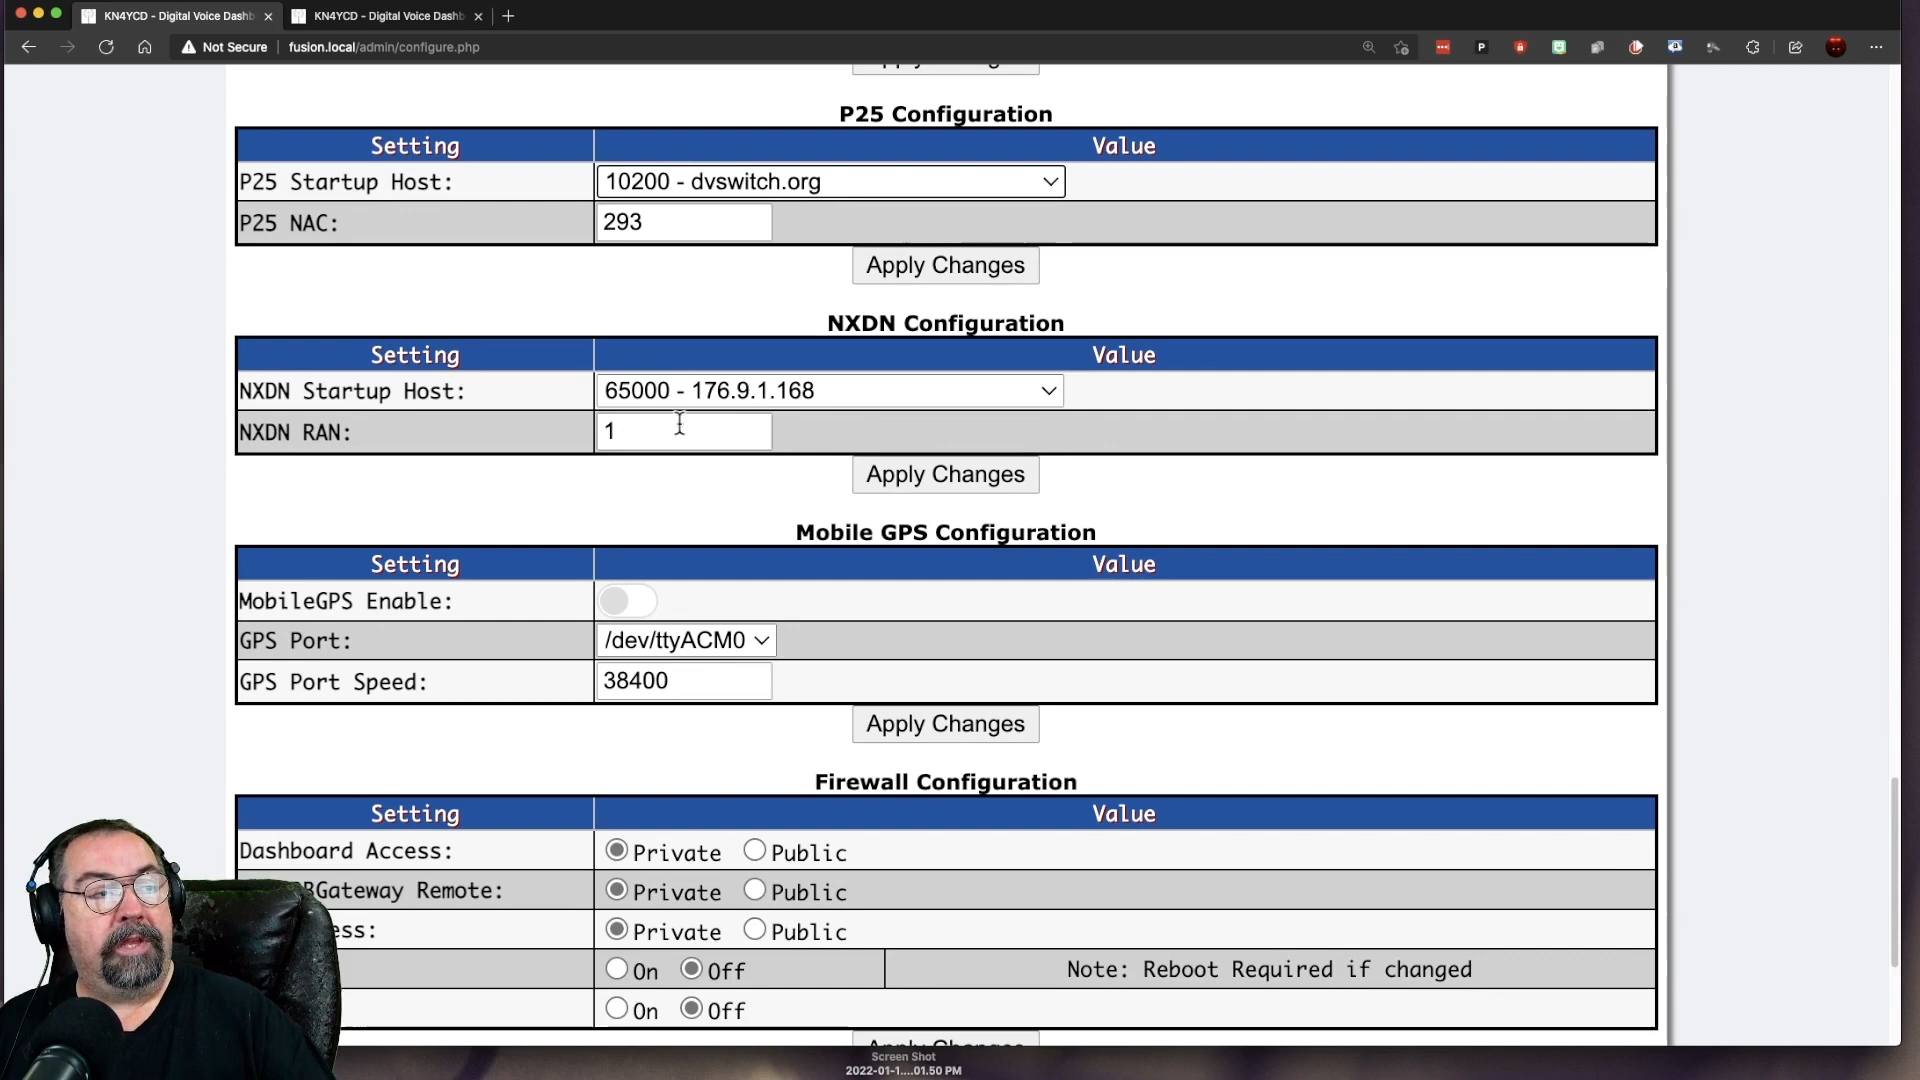 KN4YCD - Digital Voice Dashb
KN4YCD - Digital Voice Dashb
Not Secure fusion.local/admin/configure.php
P25 Configuration
Setting Value
P25 Startup Host: 10200 - dvswitch.org
P25 NAC: 293
Apply Changes
NXDN Configuration
Setting Value
NXDN Startup Host: 65000 - 176.9.1.168
NXDN RAN: 1
Apply Changes
Mobile GPS Configuration
Setting Value
MobileGPS Enable:
GPS Port: /dev/ttyACM0
GPS Port Speed: 38400
Apply Changes
Firewall Configuration
Setting Value
Dashboard Access: Private Public
Gateway Remote: Private Public
ess: Private Public
On Off Note: Reboot Required if changed
On Off
Screen Shot
2022-01-1....01.50 PM